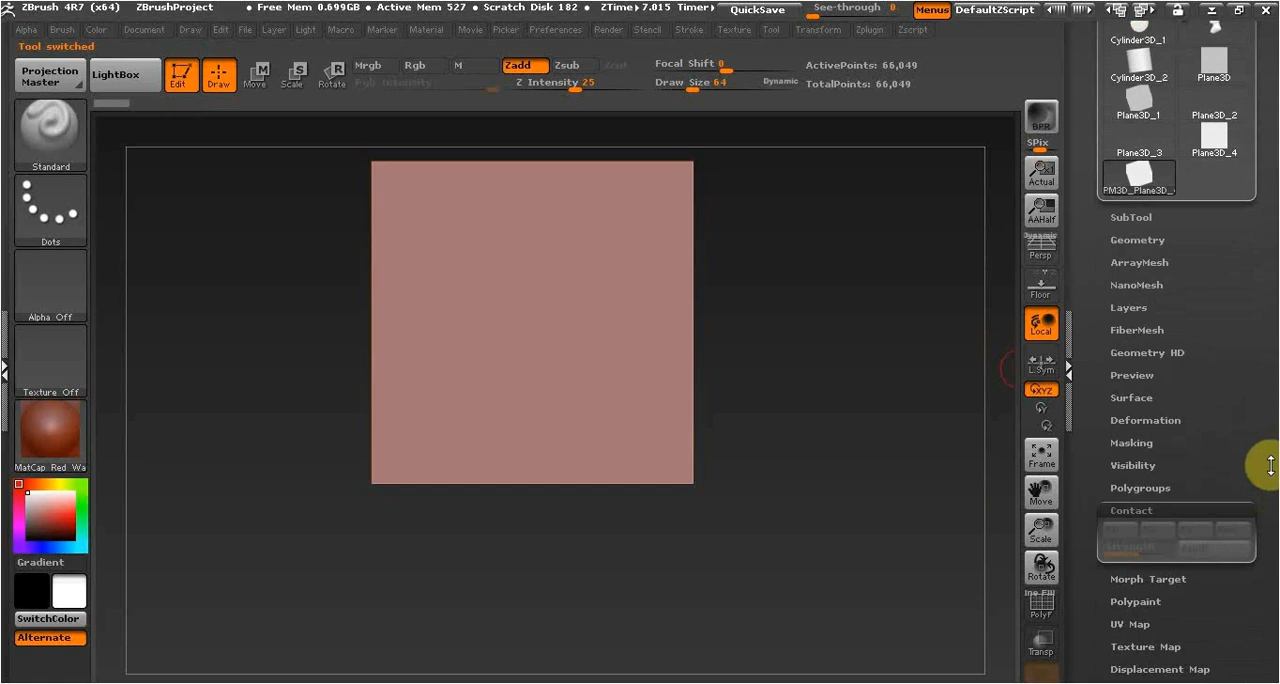 ZBrush 4R7 (x64) ZBrushProject • Free Mem 0.699GB • Active Mem 527 • Scratch Disk 182 • ZTime▸7.015 Timer▸ QuickSave See-through 0 Menus DefaultZScript
Alpha Brush Color Document Draw Edit File Layer Light Macro Marker Material Movie Picker Preferences Render Stencil Stroke Texture Tool Transform Zplugin Zscript
Tool switched
Projection Master
LightBox
Edit
Draw
Move
Scale
Rotate
Mrgb Rgb M
Rgb Intensity
Zadd Zsub Zcut
Z Intensity 25
Focal Shift 0
Draw Size 64 Dynamic
ActivePoints: 66,049
TotalPoints: 66,049
Standard
Dots
Alpha Off
Texture Off
MatCap Red Wa
Gradient
SwitchColor
Alternate
BPR
SPix
Actual
AAHalf
Dynamic
Persp
Floor
Local
L.Sym
XYZ
Frame
Move
Scale
Rotate
PolyF
Transp
Cylinder3D_1
Cylinder3D_2 Plane3D
Plane3D_1 Plane3D_2
Plane3D_3 Plane3D_4
PM3D_Plane3D_
SubTool
Geometry
ArrayMesh
NanoMesh
Layers
FiberMesh
Geometry HD
Preview
Surface
Deformation
Masking
Visibility
Polygroups
Contact
Strength
Morph Target
Polypaint
UV Map
Texture Map
Displacement Map